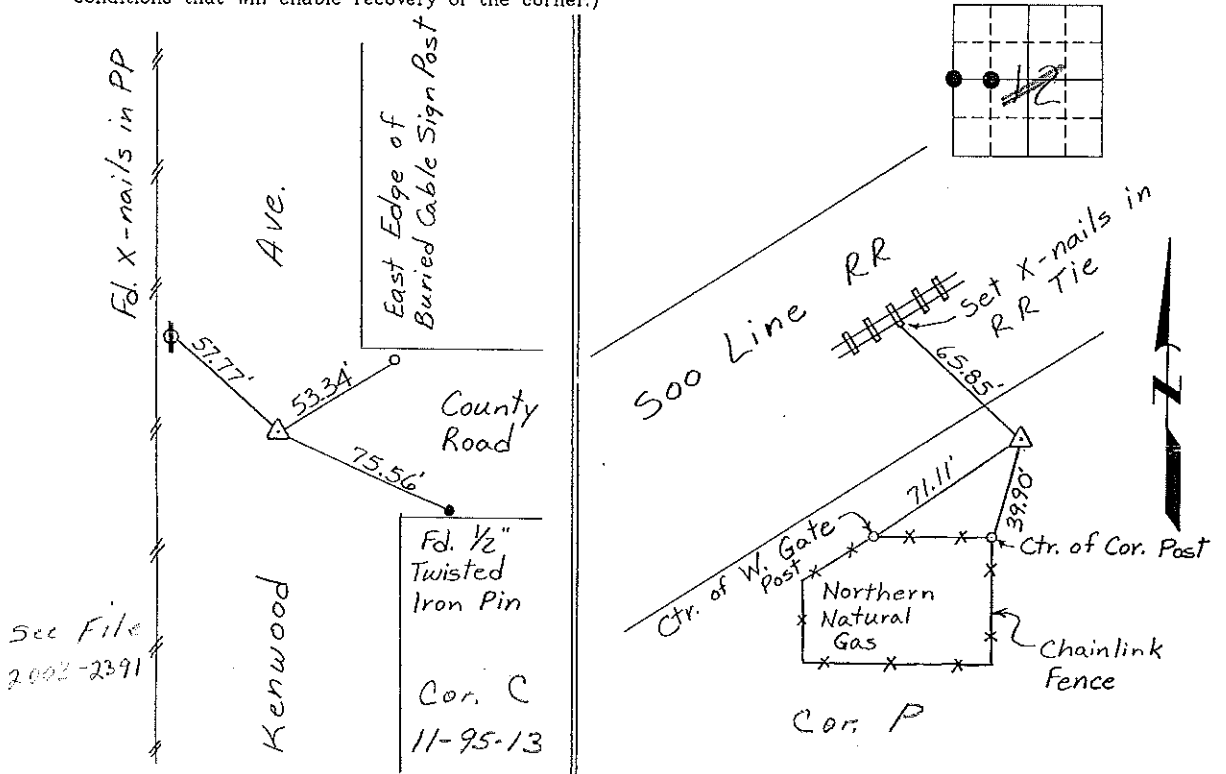 conditions that will enable recovery of the corner.)
Fd. X-nails in PP
Ave.
East Edge of
Buried Cable Sign Post
57.77'
53.34'
75.56'
County
Road
Fd. 1/2"
Twisted
Iron Pin
Kenwood
See File
2002-2391
Cor. C
11-95-13
12
Soo Line RR
Set X-nails in
RR Tie
65.85'
71.11'
39.90'
Z
Ctr. of W. Gate
Post
Ctr. of Cor. Post
Northern
Natural
Gas
Chainlink
Fence
Cor. P